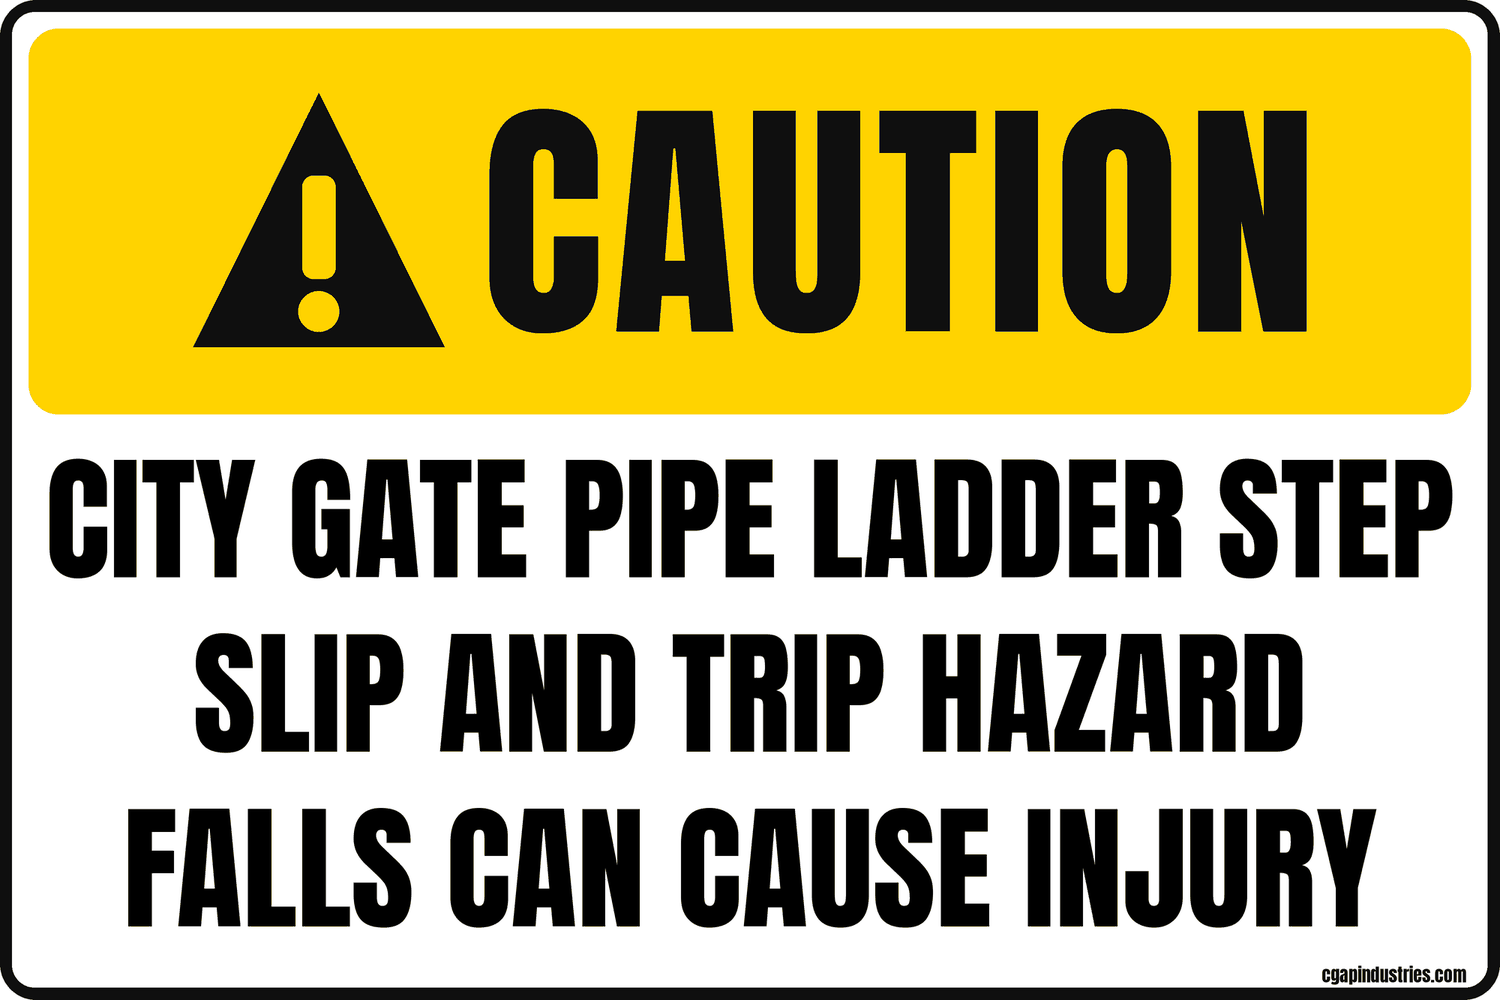 CAUTION
CITY GATE PIPE LADDER STEP
SLIP AND TRIP HAZARD
FALLS CAN CAUSE INJURY
cgapindustries.com